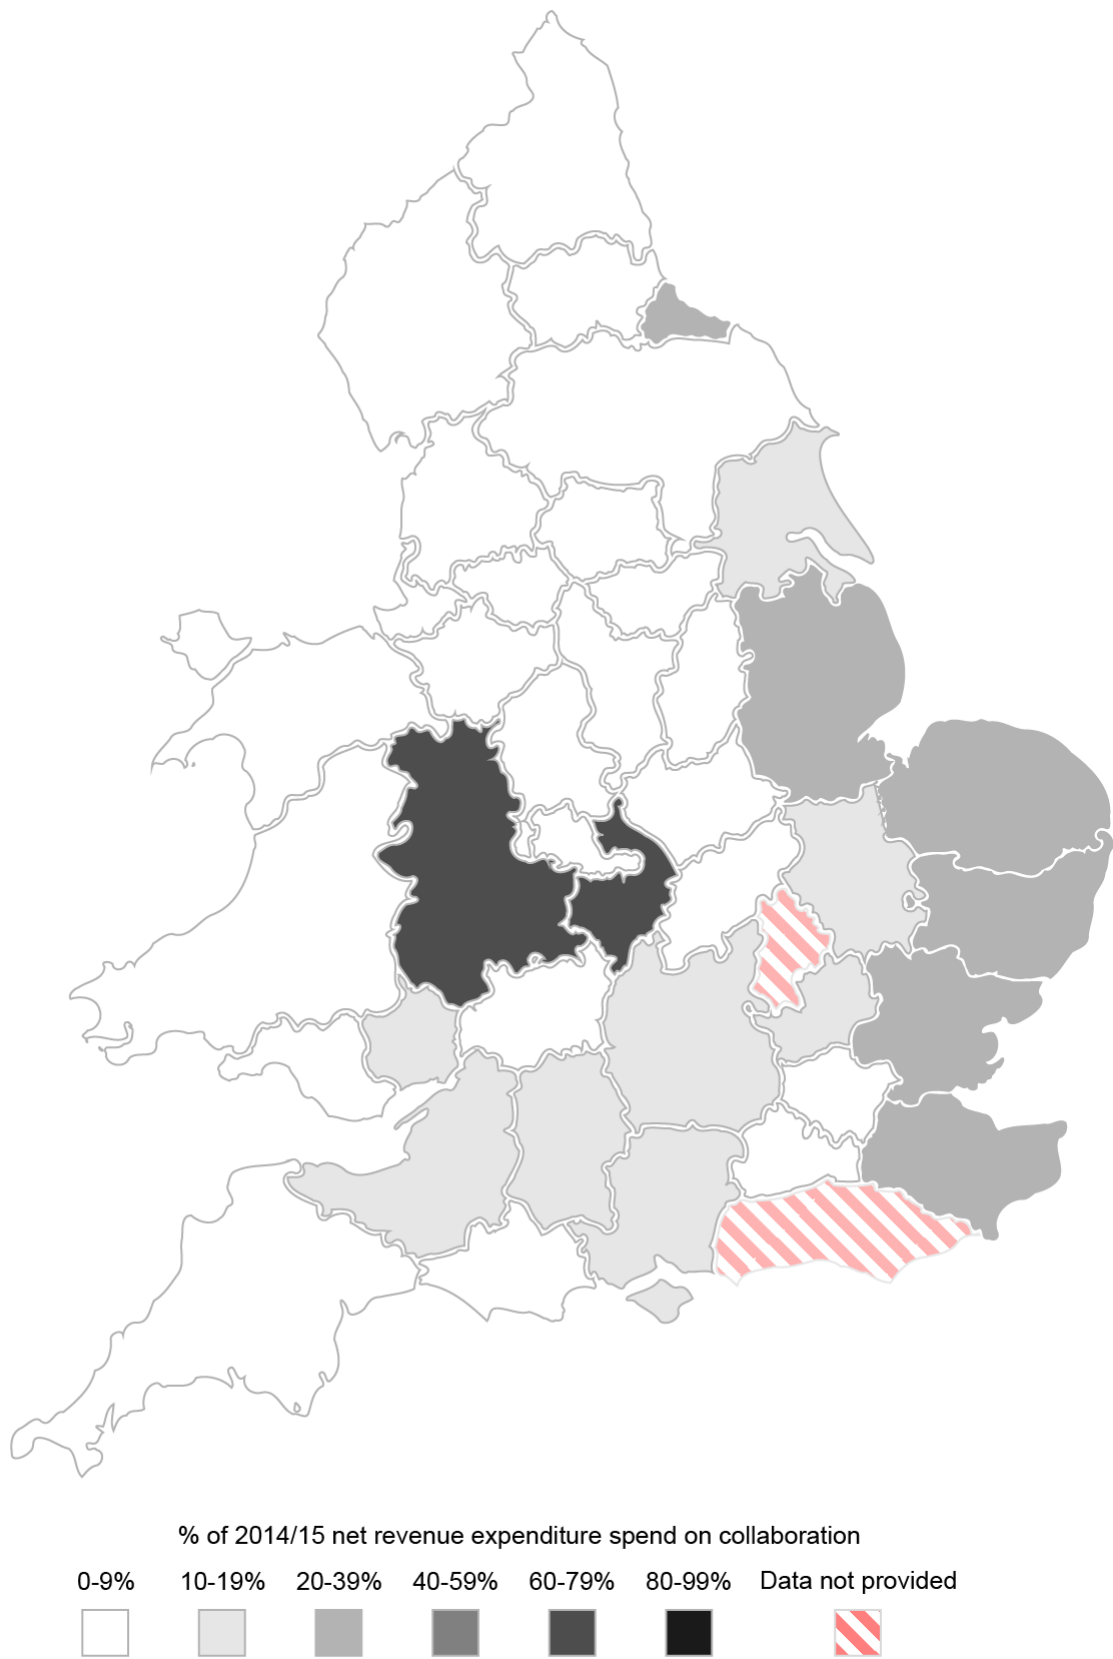 % of 2014/15 net revenue expenditure spend on collaboration
0-9% 10-19% 20-39% 40-59% 60-79% 80-99% Data not provided